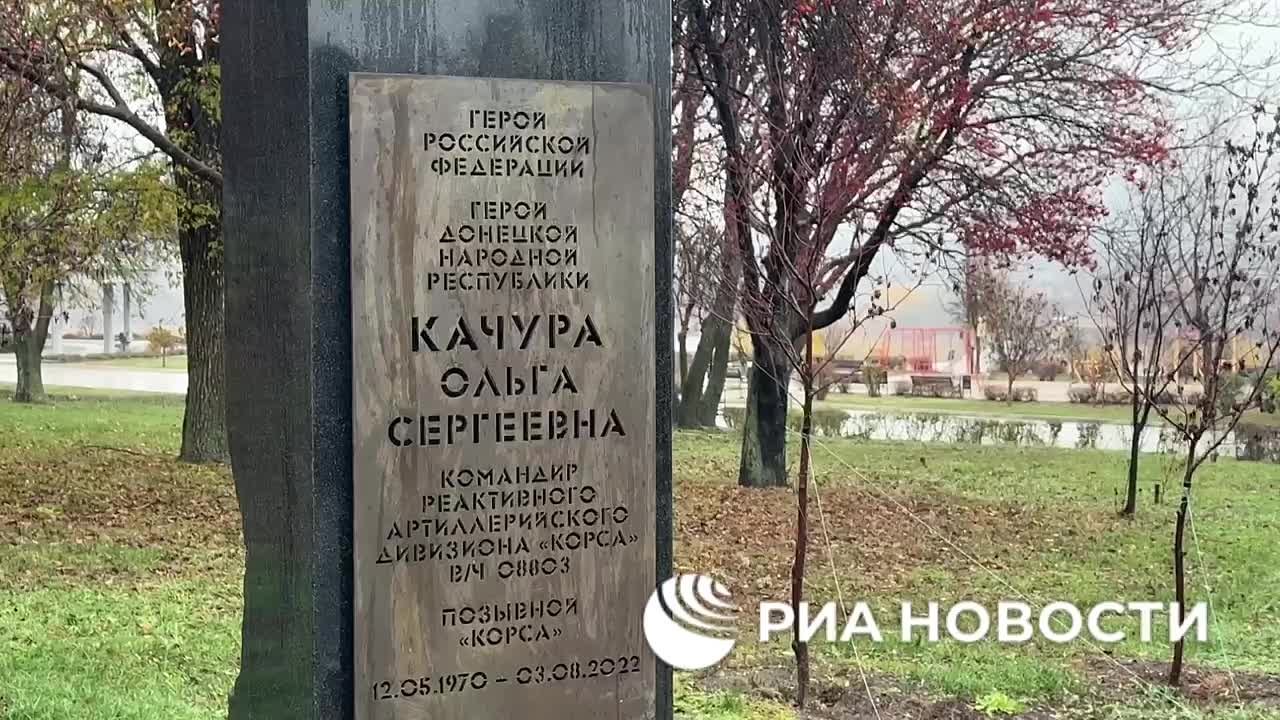 ГЕРОЙ
РОССИЙСКОЙ
ФЕДЕРАЦИИ
ГЕРОЙ
ДОНЕЦКОЙ
НАРОДНОЙ
РЕСПУБЛИКИ
КАЧУРА
ОЛЬГА
СЕРГЕЕВНА
КОМАНДИР
РЕАКТИВНОГО
АРТИЛЛЕРИЙСКОГО
ДИВИЗИОНА «КОРСА»
В/Ч 08803
ПОЗЫВНОЙ
«КОРСА»
12.05.1970 – 03.08.2022
РИА НОВОСТИ